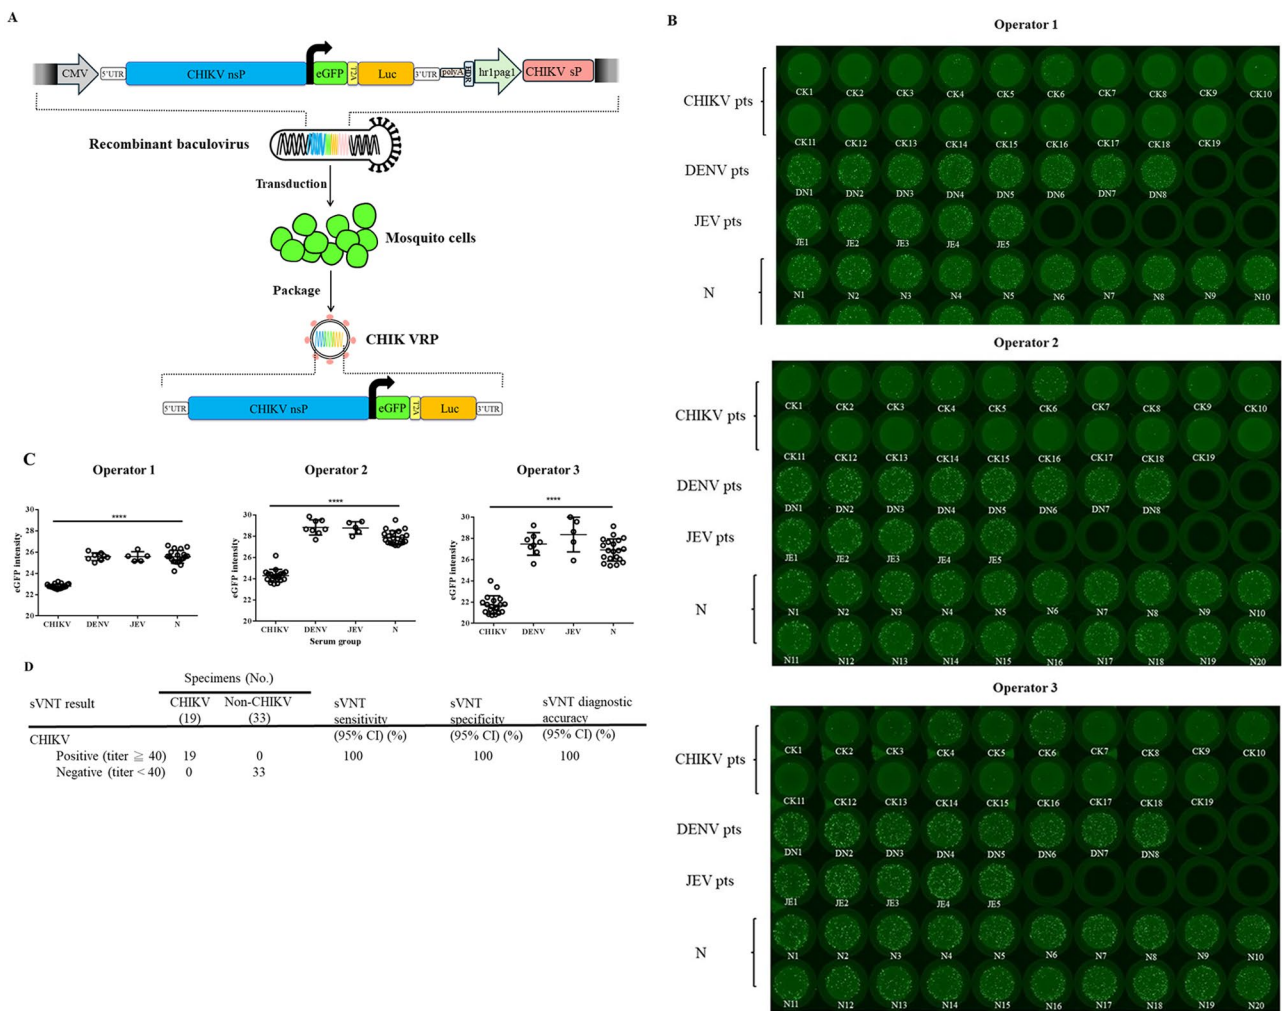 A
CMV
5'UTR
CHIKV nsP
eGFP
T2A
Luc
3'UTR
polyA
HDR
hr1pag1
CHIKV sP
Recombinant baculovirus
Transduction
Mosquito cells
Package
CHIK VRP
5'UTR
CHIKV nsP
eGFP
T2A
Luc
3'UTR
B
Operator 1
CHIKV pts
CK1 CK2 CK3 CK4 CK5 CK6 CK7 CK8 CK9 CK10
CK11 CK12 CK13 CK14 CK15 CK16 CK17 CK18 CK19
DENV pts
DN1 DN2 DN3 DN4 DN5 DN6 DN7 DN8
JEV pts
JE1 JE2 JE3 JE4 JE5
N
N1 N2 N3 N4 N5 N6 N7 N8 N9 N10
Operator 2
CHIKV pts
CK1 CK2 CK3 CK4 CK5 CK6 CK7 CK8 CK9 CK10
CK11 CK12 CK13 CK14 CK15 CK16 CK17 CK18 CK19
DENV pts
DN1 DN2 DN3 DN4 DN5 DN6 DN7 DN8
JEV pts
JE1 JE2 JE3 JE4 JE5
N
N1 N2 N3 N4 N5 N6 N7 N8 N9 N10
N11 N12 N13 N14 N15 N16 N17 N18 N19 N20
Operator 3
CHIKV pts
CK1 CK2 CK3 CK4 CK5 CK6 CK7 CK8 CK9 CK10
CK11 CK12 CK13 CK14 CK15 CK16 CK17 CK18 CK19
DENV pts
DN1 DN2 DN3 DN4 DN5 DN6 DN7 DN8
JEV pts
JE1 JE2 JE3 JE4 JE5
N
N1 N2 N3 N4 N5 N6 N7 N8 N9 N10
N11 N12 N13 N14 N15 N16 N17 N18 N19 N20
C
Operator 1
****
eGFP intensity
30
28
26
24
22
20
CHIKV DENV JEV N
Operator 2
****
eGFP intensity
30
28
26
24
22
20
CHIKV DENV JEV N
Serum group
Operator 3
****
eGFP intensity
30
28
26
24
22
20
CHIKV DENV JEV N
D
Specimens (No.)
sVNT result CHIKV (19) Non-CHIKV (33) sVNT sensitivity (95% CI) (%) sVNT specificity (95% CI) (%) sVNT diagnostic accuracy (95% CI) (%)
CHIKV
Positive (titer ≧ 40) 19 0 100 100 100
Negative (titer < 40) 0 33